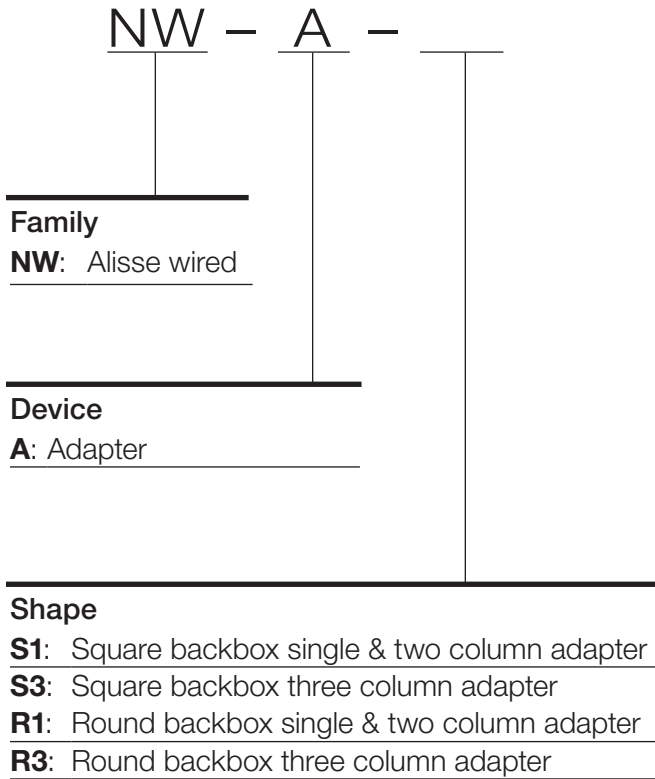 NW – A –
Family
NW: Alisse wired
Device
A: Adapter
Shape
S1: Square backbox single & two column adapter
S3: Square backbox three column adapter
R1: Round backbox single & two column adapter
R3: Round backbox three column adapter